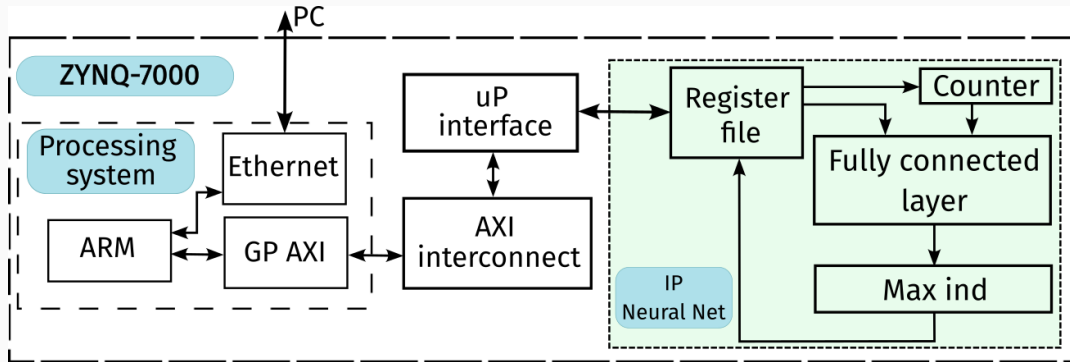 PC
ZYNQ-7000
Processing
system
Ethernet
ARM
GP AXI
uP
interface
AXI
interconnect
Register
file
Counter
Fully connected
layer
Max ind
IP
Neural Net